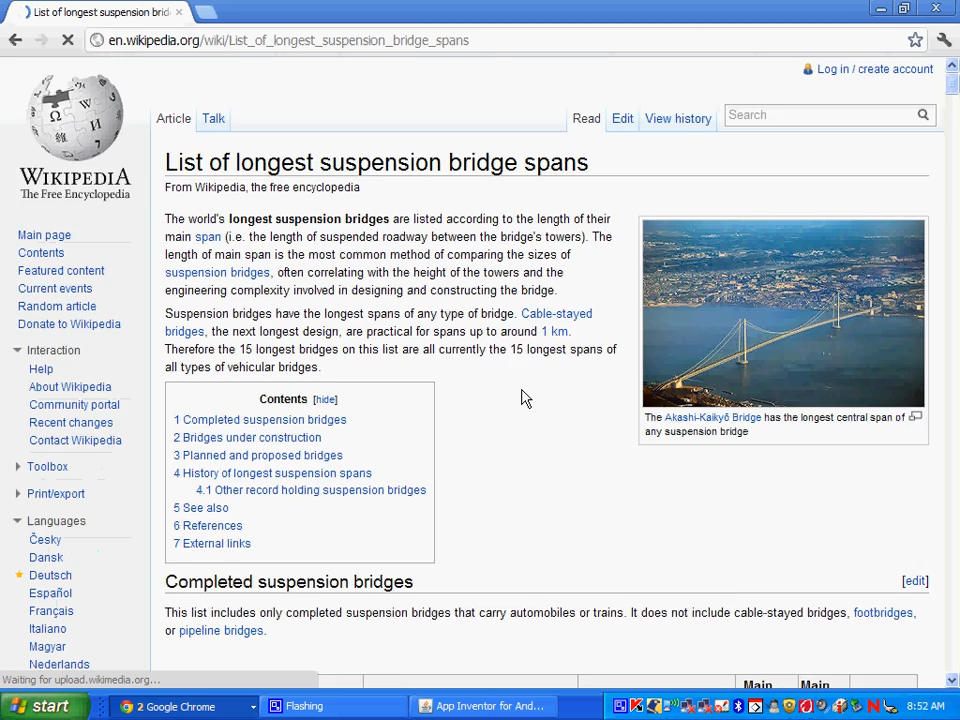 List of longest suspension brid
en.wikipedia.org/wiki/List_of_longest_suspension_bridge_spans
Log in / create account
WIKIPEDIA
The Free Encyclopedia
Article Talk Read Edit View history Search
List of longest suspension bridge spans
From Wikipedia, the free encyclopedia
The world's longest suspension bridges are listed according to the length of their
main span (i.e. the length of suspended roadway between the bridge's towers). The
length of main span is the most common method of comparing the sizes of
suspension bridges, often correlating with the height of the towers and the
engineering complexity involved in designing and constructing the bridge.
Suspension bridges have the longest spans of any type of bridge. Cable-stayed
bridges, the next longest design, are practical for spans up to around 1 km.
Therefore the 15 longest bridges on this list are all currently the 15 longest spans of
all types of vehicular bridges.
The Akashi-Kaikyō Bridge has the longest central span of
any suspension bridge
Contents [hide]
1 Completed suspension bridges
2 Bridges under construction
3 Planned and proposed bridges
4 History of longest suspension spans
4.1 Other record holding suspension bridges
5 See also
6 References
7 External links
Completed suspension bridges [edit]
This list includes only completed suspension bridges that carry automobiles or trains. It does not include cable-stayed bridges, footbridges,
or pipeline bridges.
Main Main
Main page
Contents
Featured content
Current events
Random article
Donate to Wikipedia
Interaction
Help
About Wikipedia
Community portal
Recent changes
Contact Wikipedia
Toolbox
Print/export
Languages
Česky
Dansk
Deutsch
Español
Français
Italiano
Magyar
Nederlands
Waiting for upload.wikimedia.org...
start 2 Google Chrome Flashing App Inventor for And... 8:52 AM